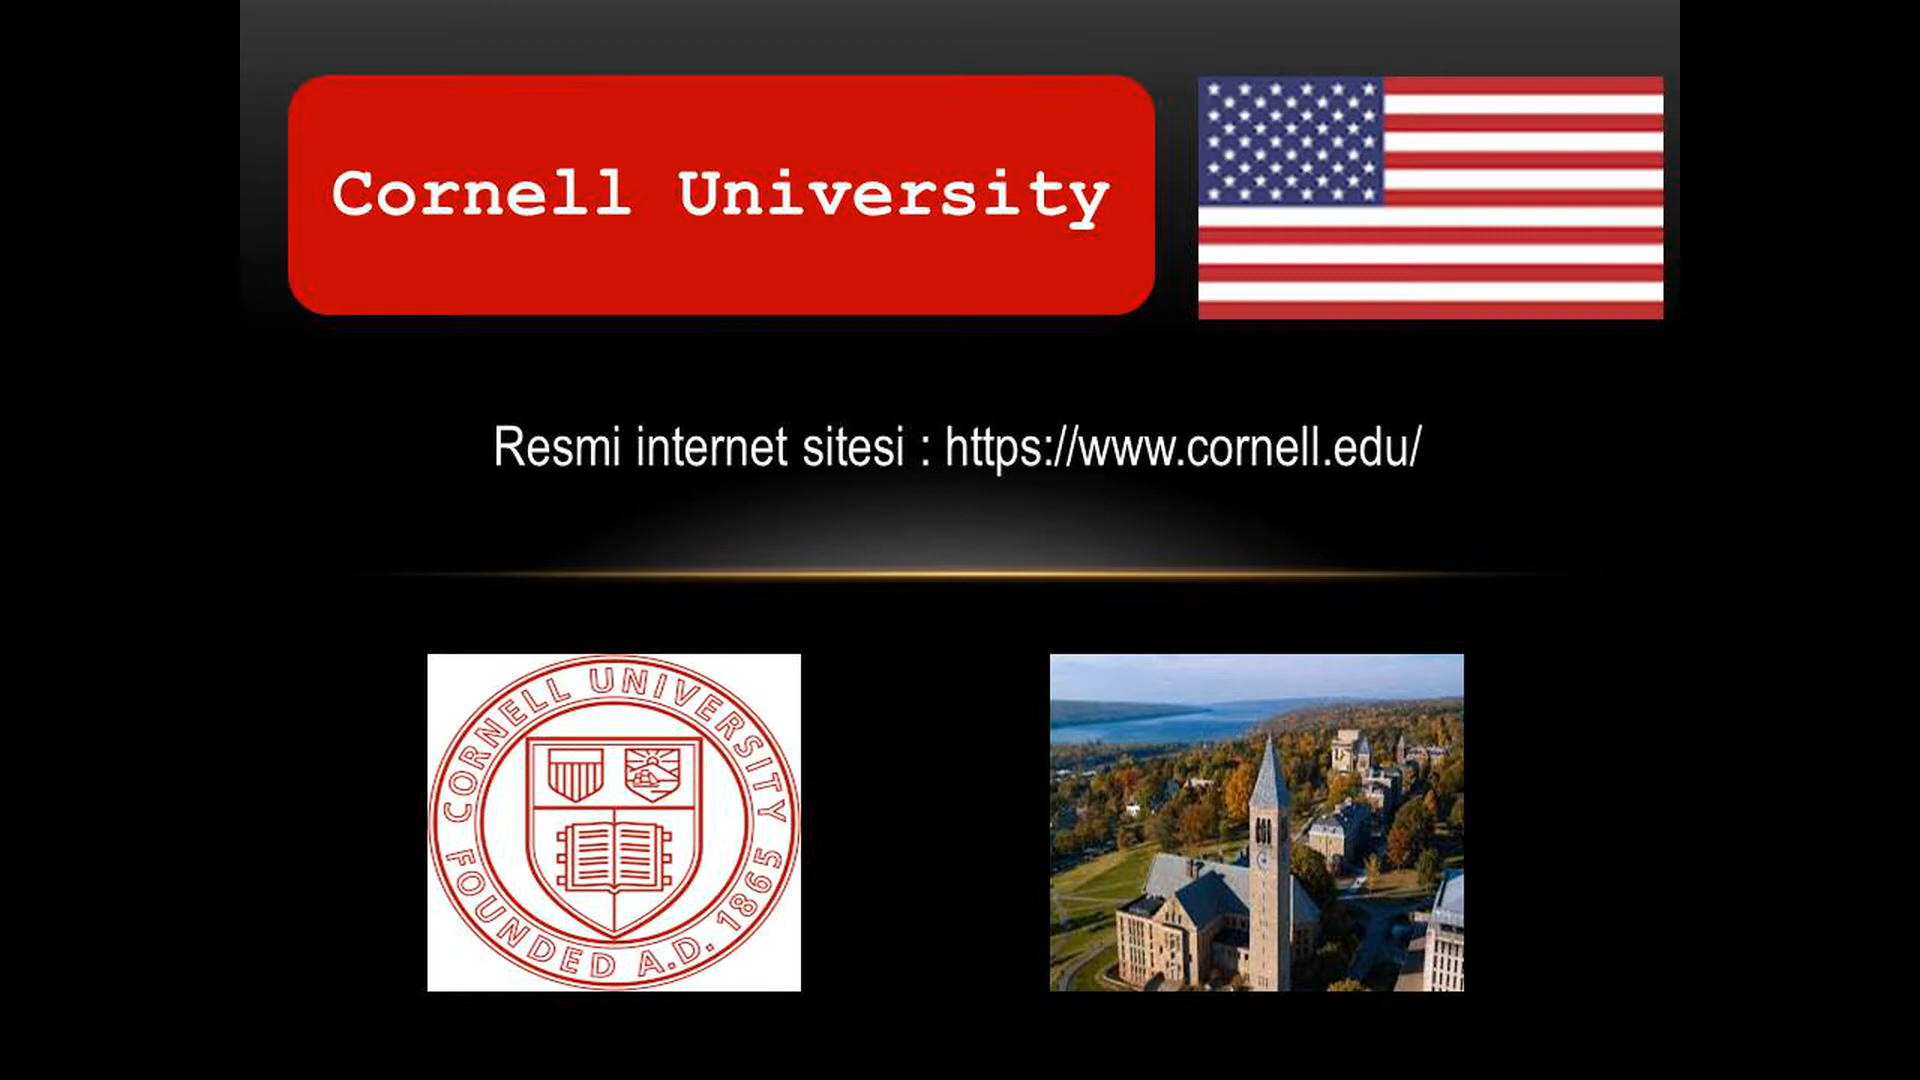 Cornell University
Resmi internet sitesi : https://www.cornell.edu/
CORNELL UNIVERSITY
FOUNDED A.D. 1865